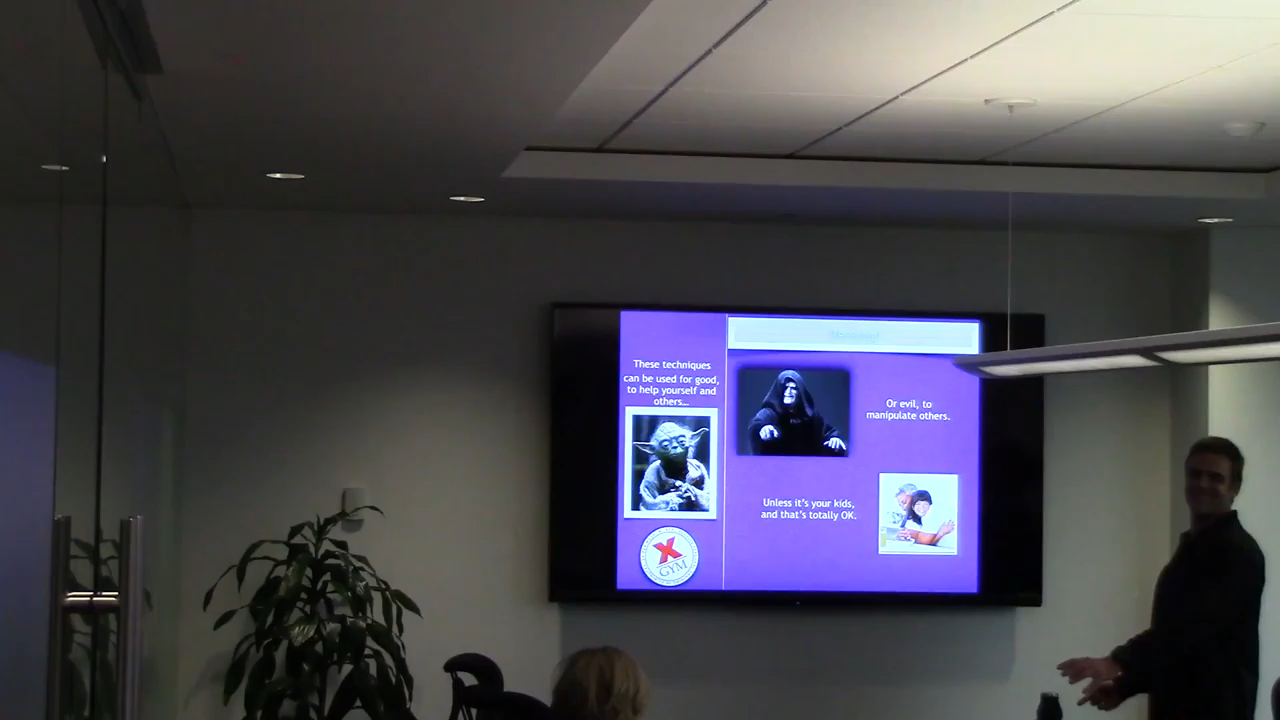 These techniques
can be used for good,
to help yourself and
others...
X
GYM
Or evil, to
manipulate others.
Unless it's your kids,
and that's totally OK.